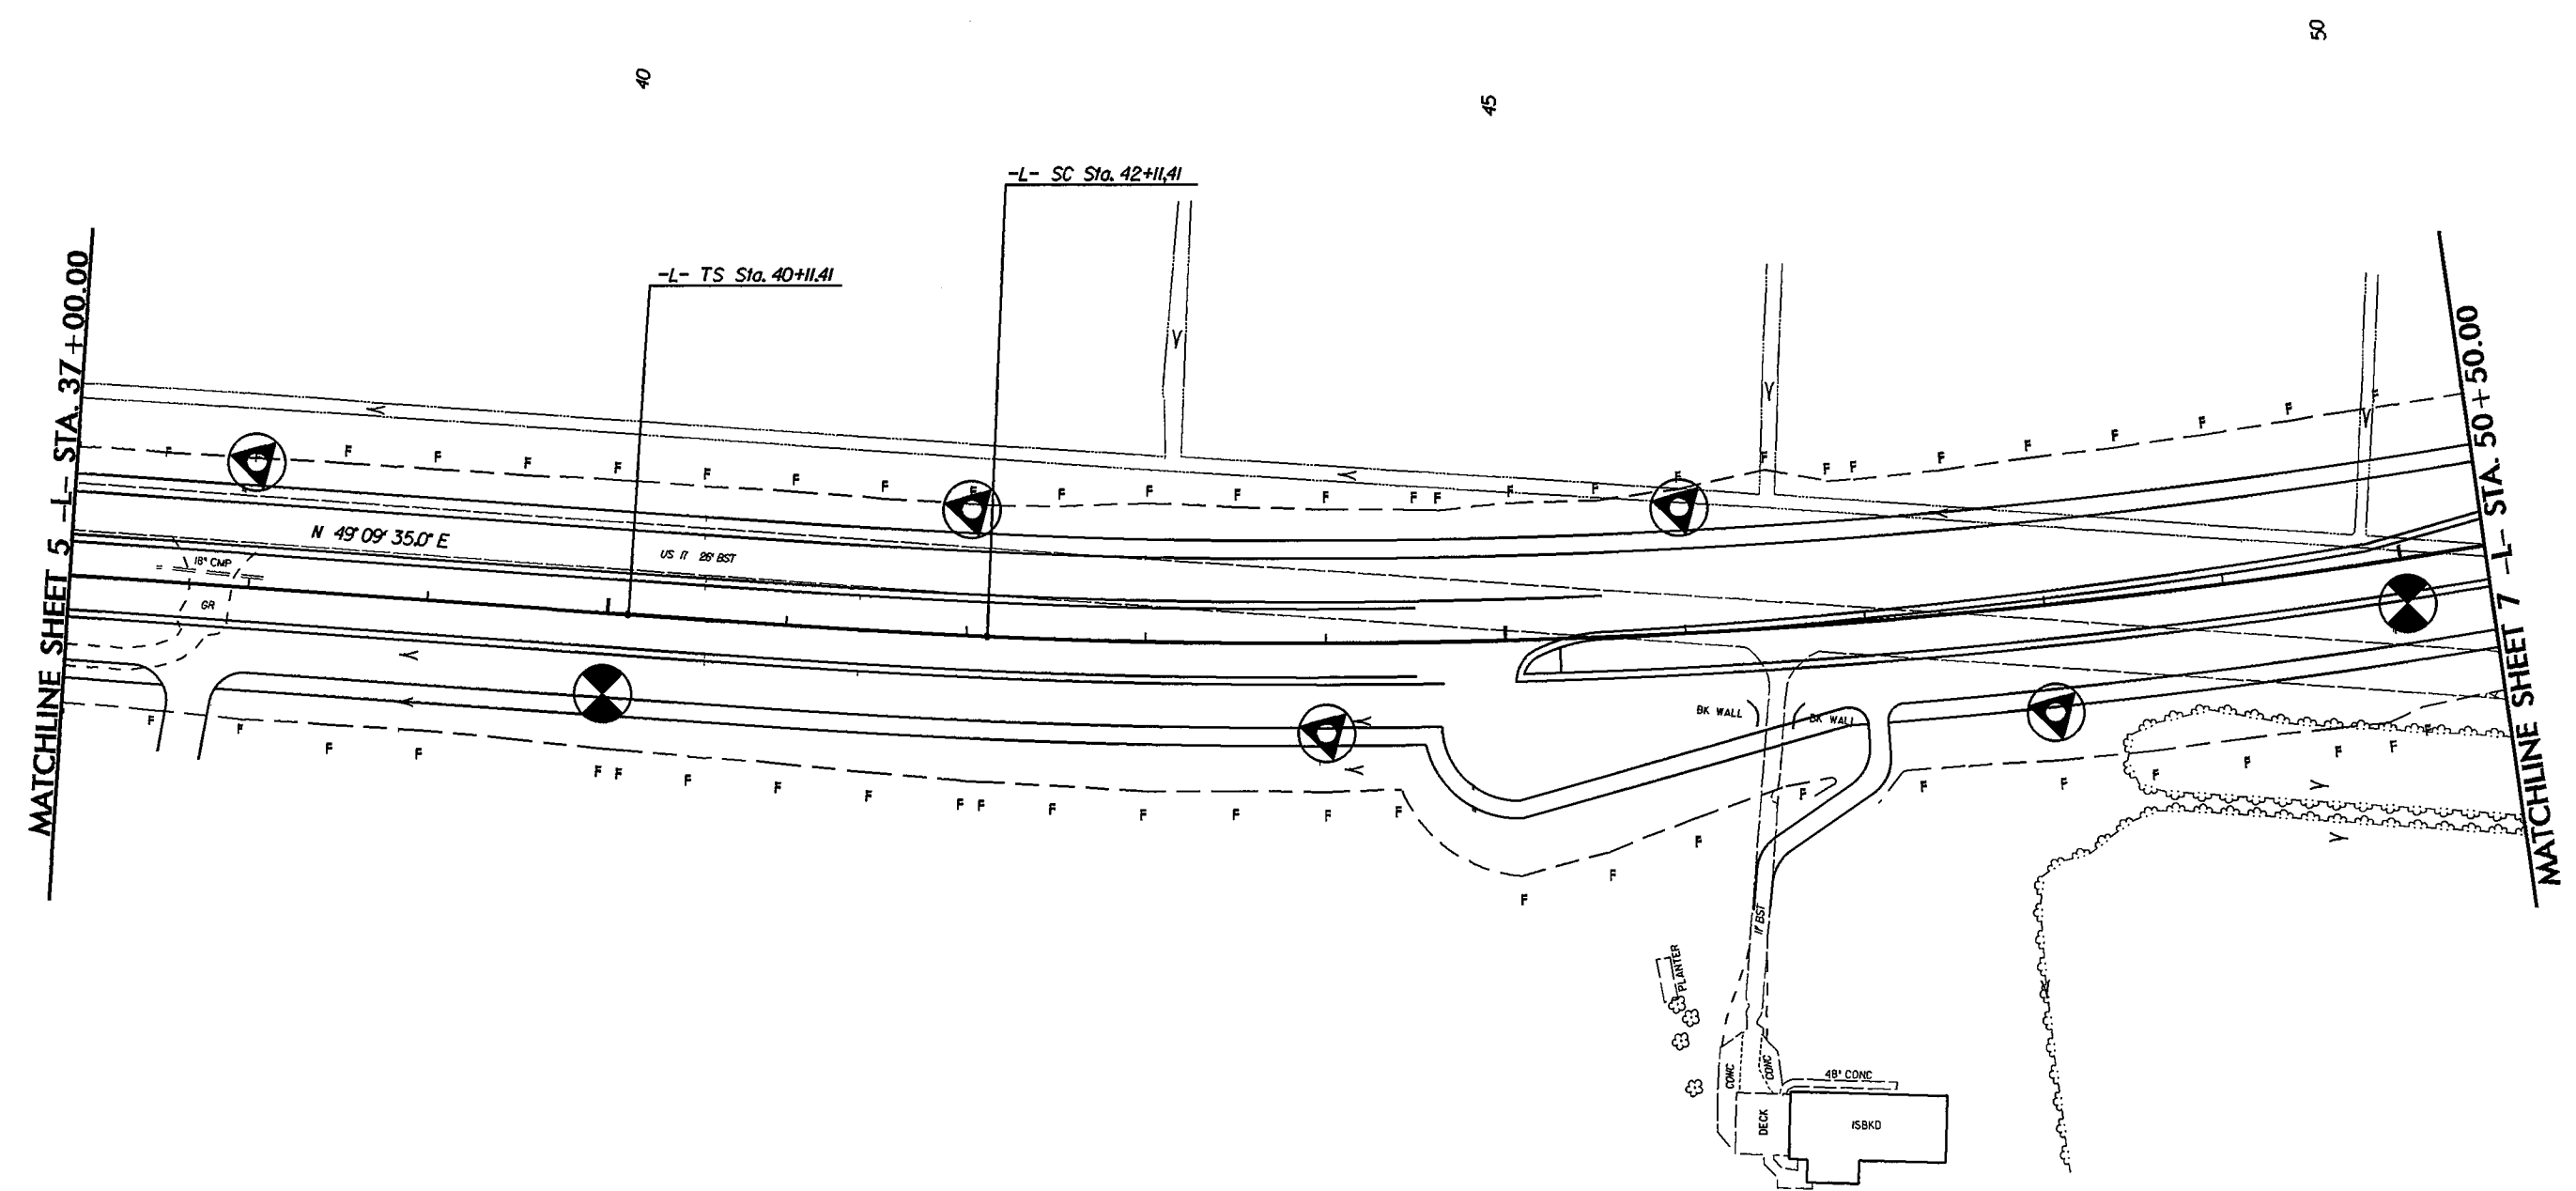 50
40
45
-L- SC Sta. 42+11.41
-L- TS Sta. 40+11.41
MATCHLINE SHEET 5 -L- STA. 37+00.00
MATCHLINE SHEET 7 -L- STA. 50+50.00
F F F F F F F F F F F F F F F F F F F F F F F F F F F
N 49° 09' 35.0" E
US 17 26' BST
18" CMP
GR
BK WALL
BK WALL
F F F F F F F F F F F F F F F F F F F F F F F F F
11' BST
PLANTER
CONC
CONC
48" CONC
DECK
1SBKD